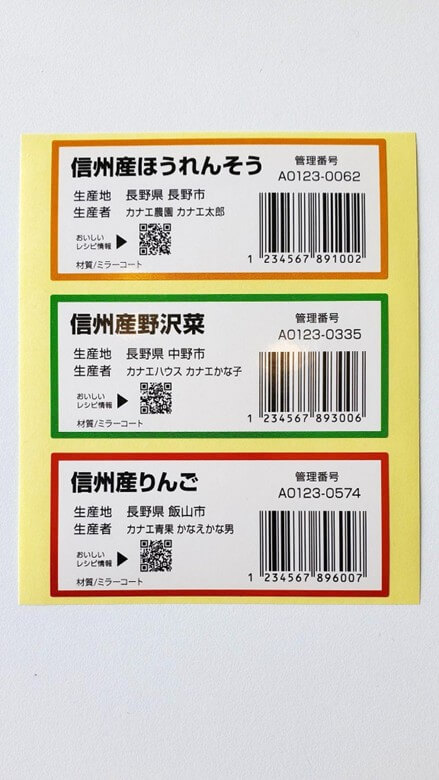 信州産ほうれんそう
管理番号
A0123-0062
生産地 長野県 長野市
生産者 カナエ農園 カナエ太郎
おいしい
レシピ情報 ▶
材質/ミラーコート
1 234567 891002
信州産野沢菜
管理番号
A0123-0335
生産地 長野県 中野市
生産者 カナエハウス カナエかな子
おいしい
レシピ情報 ▶
材質/ミラーコート
1 234567 893006
信州産りんご
管理番号
A0123-0574
生産地 長野県 飯山市
生産者 カナエ青果 かなえかな男
おいしい
レシピ情報 ▶
材質/ミラーコート
1 234567 896007